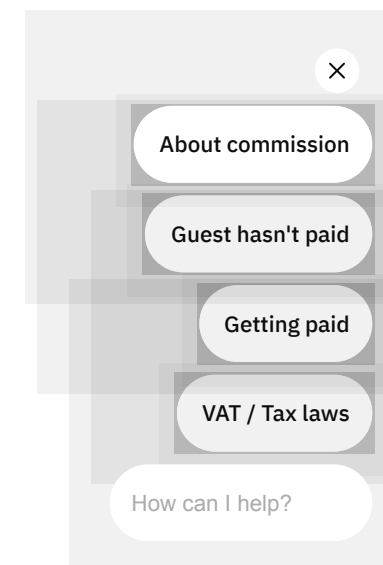 About commission
Guest hasn't paid
Getting paid
VAT / Tax laws
How can I help?